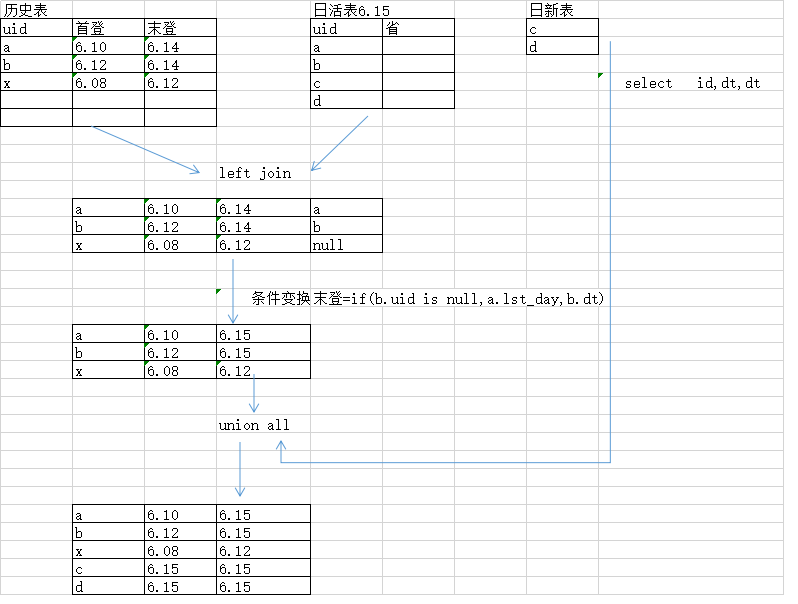 历史表 日活表6.15 日新表
uid 首登 末登 uid 省 c
a 6.10 6.14 a d
b 6.12 6.14 b
x 6.08 6.12 c select id,dt,dt
d
left join
a 6.10 6.14 a
b 6.12 6.14 b
x 6.08 6.12 null
条件变换末登=if(b.uid is null,a.lst_day,b.dt)
a 6.10 6.15
b 6.12 6.15
x 6.08 6.12
union all
a 6.10 6.15
b 6.12 6.15
x 6.08 6.12
c 6.15 6.15
d 6.15 6.15